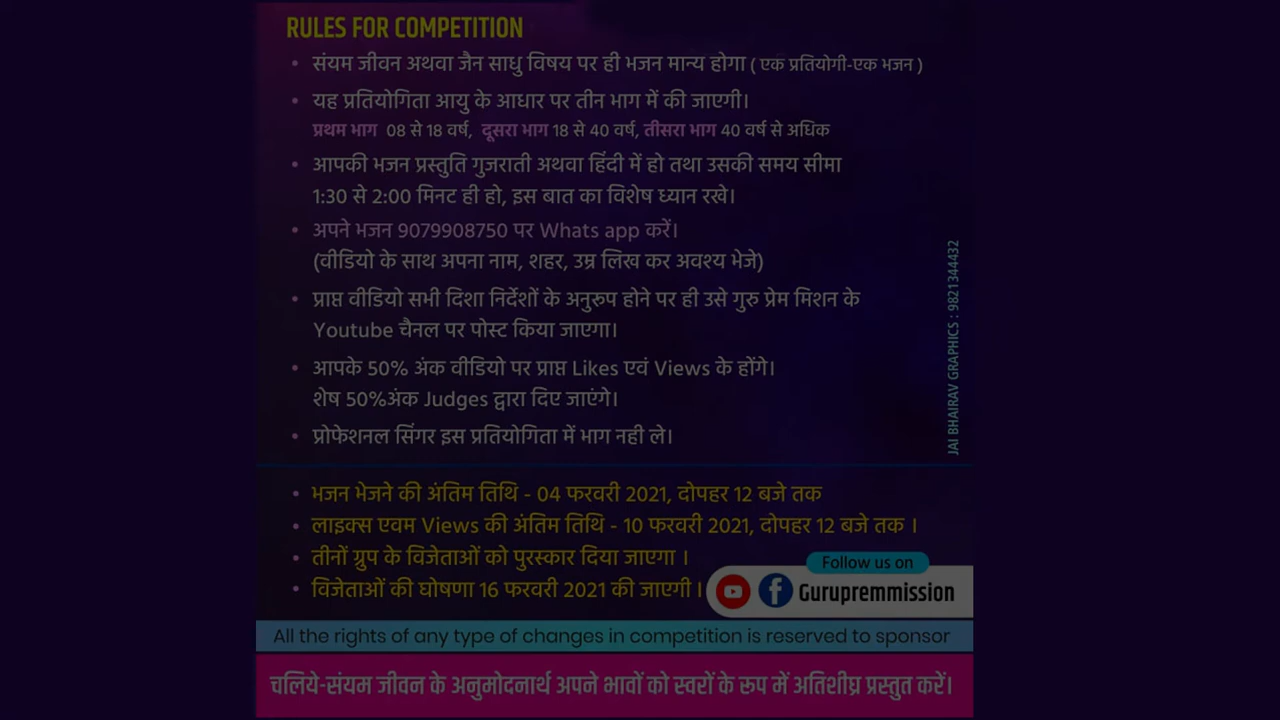 RULES FOR COMPETITION
• संयम जीवन अथवा जैन साधु विषय पर ही भजन मान्य होगा ( एक प्रतियोगी-एक भजन )
• यह प्रतियोगिता आयु के आधार पर तीन भाग में की जाएगी।
प्रथम भाग 08 से 18 वर्ष, दूसरा भाग 18 से 40 वर्ष, तीसरा भाग 40 वर्ष से अधिक
• आपकी भजन प्रस्तुति गुजराती अथवा हिंदी में हो तथा उसकी समय सीमा
1:30 से 2:00 मिनट ही हो, इस बात का विशेष ध्यान रखे।
• अपने भजन 9079908750 पर Whats app करें।
(वीडियो के साथ अपना नाम, शहर, उम्र लिख कर अवश्य भेजे)
• प्राप्त वीडियो सभी दिशा निर्देशों के अनुरूप होने पर ही उसे गुरु प्रेम मिशन के
Youtube चैनल पर पोस्ट किया जाएगा।
• आपके 50% अंक वीडियो पर प्राप्त Likes एवं Views के होंगे।
शेष 50%अंक Judges द्वारा दिए जाएंगे।
• प्रोफेशनल सिंगर इस प्रतियोगिता में भाग नही ले।
JAI BHAIRAV GRAPHICS : 9821344432
• भजन भेजने की अंतिम तिथि - 04 फरवरी 2021, दोपहर 12 बजे तक
• लाइक्स एवम Views की अंतिम तिथि - 10 फरवरी 2021, दोपहर 12 बजे तक ।
• तीनों ग्रुप के विजेताओं को पुरस्कार दिया जाएगा ।
• विजेताओं की घोषणा 16 फरवरी 2021 की जाएगी ।
Follow us on
Gurupremmission
All the rights of any type of changes in competition is reserved to sponsor
चलिये-संयम जीवन के अनुमोदनार्थ अपने भावों को स्वरों के रूप में अतिशीघ्र प्रस्तुत करें।